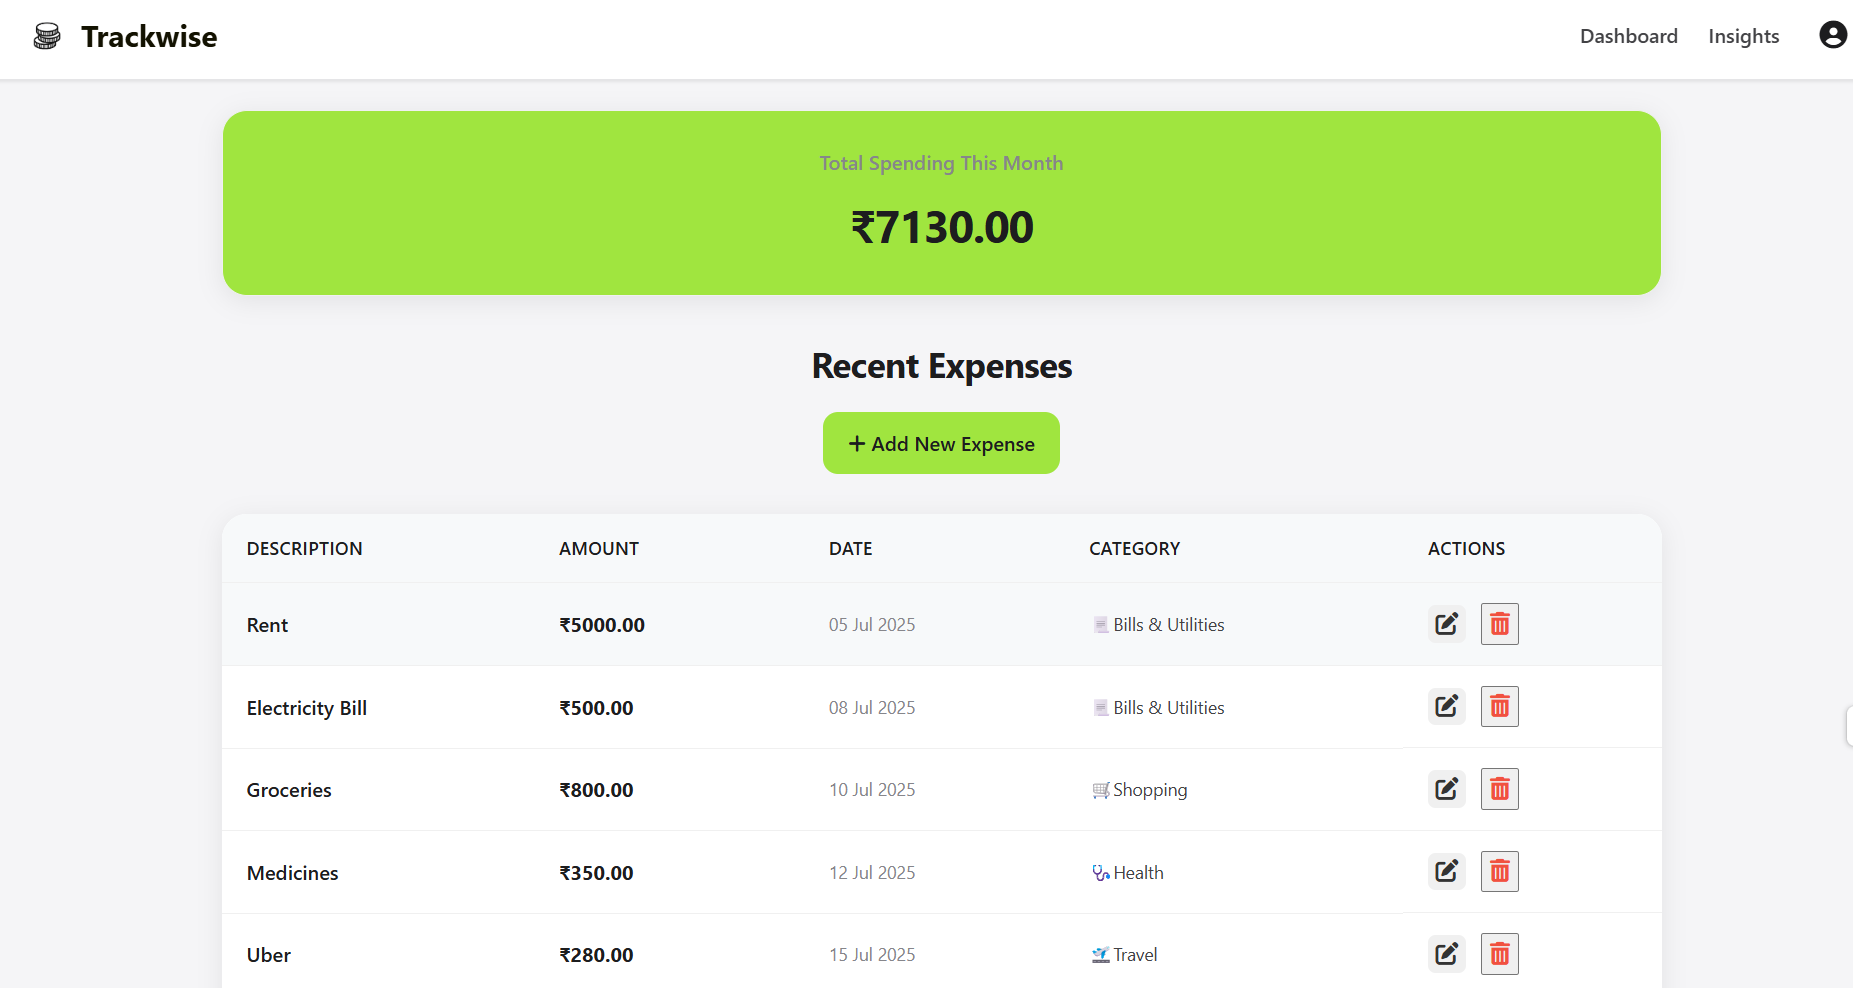 Trackwise
Dashboard Insights
Total Spending This Month
₹7130.00
Recent Expenses
+ Add New Expense
DESCRIPTION AMOUNT DATE CATEGORY ACTIONS
Rent ₹5000.00 05 Jul 2025 Bills & Utilities
Electricity Bill ₹500.00 08 Jul 2025 Bills & Utilities
Groceries ₹800.00 10 Jul 2025 Shopping
Medicines ₹350.00 12 Jul 2025 Health
Uber ₹280.00 15 Jul 2025 Travel